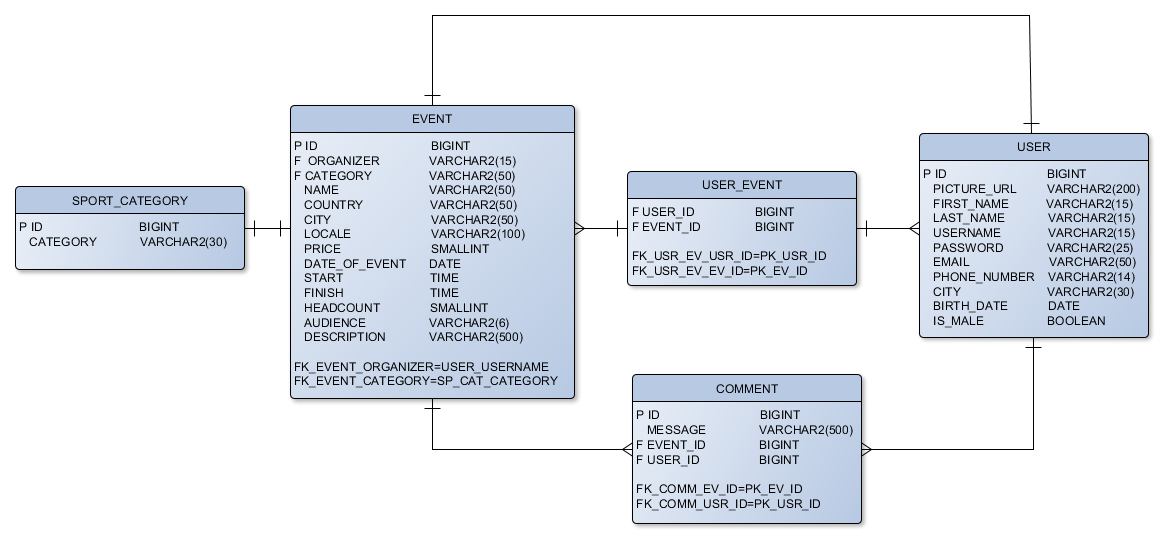 EVENT
P ID BIGINT
F ORGANIZER VARCHAR2(15)
F CATEGORY VARCHAR2(50)
NAME VARCHAR2(50)
COUNTRY VARCHAR2(50)
CITY VARCHAR2(50)
LOCALE VARCHAR2(100)
PRICE SMALLINT
DATE_OF_EVENT DATE
START TIME
FINISH TIME
HEADCOUNT SMALLINT
AUDIENCE VARCHAR2(6)
DESCRIPTION VARCHAR2(500)
FK_EVENT_ORGANIZER=USER_USERNAME
FK_EVENT_CATEGORY=SP_CAT_CATEGORY
SPORT_CATEGORY
P ID BIGINT
CATEGORY VARCHAR2(30)
USER_EVENT
F USER_ID BIGINT
F EVENT_ID BIGINT
FK_USR_EV_USR_ID=PK_USR_ID
FK_USR_EV_EV_ID=PK_EV_ID
USER
P ID BIGINT
PICTURE_URL VARCHAR2(200)
FIRST_NAME VARCHAR2(15)
LAST_NAME VARCHAR2(15)
USERNAME VARCHAR2(15)
PASSWORD VARCHAR2(25)
EMAIL VARCHAR2(50)
PHONE_NUMBER VARCHAR2(14)
CITY VARCHAR2(30)
BIRTH_DATE DATE
IS_MALE BOOLEAN
COMMENT
P ID BIGINT
MESSAGE VARCHAR2(500)
F EVENT_ID BIGINT
F USER_ID BIGINT
FK_COMM_EV_ID=PK_EV_ID
FK_COMM_USR_ID=PK_USR_ID